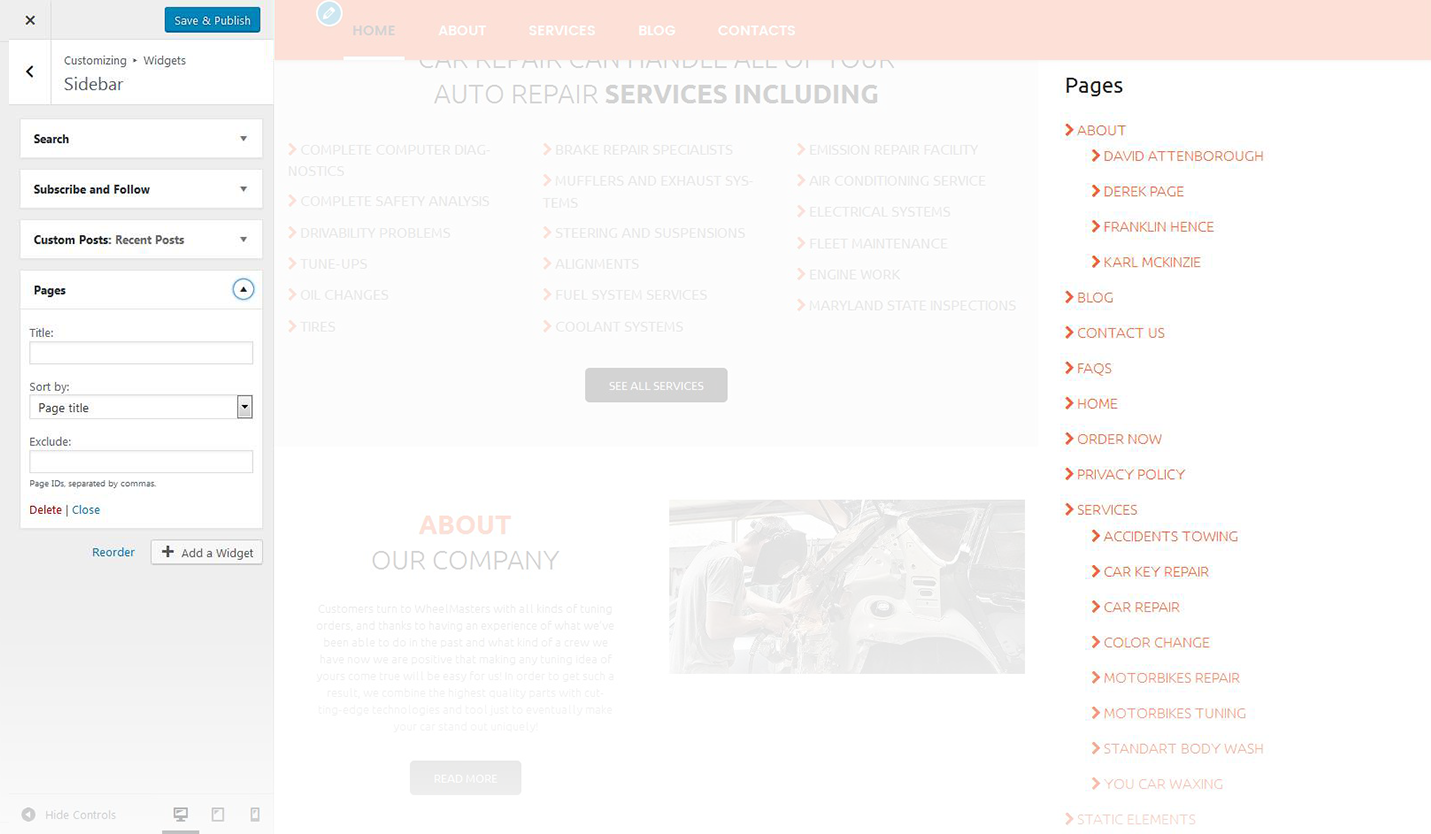 Save & Publish
Customizing ▸ Widgets
Sidebar
Search
Subscribe and Follow
Custom Posts: Recent Posts
Pages
Title:
Sort by:
Page title
Exclude:
Page IDs, separated by commas.
Delete | Close
Reorder
Add a Widget
Hide Controls
HOME
ABOUT
SERVICES
BLOG
CONTACTS
CAR REPAIR CAN HANDLE ALL OF YOUR
AUTO REPAIR SERVICES INCLUDING
COMPLETE COMPUTER DIAG-
NOSTICS
COMPLETE SAFETY ANALYSIS
DRIVABILITY PROBLEMS
TUNE-UPS
OIL CHANGES
TIRES
BRAKE REPAIR SPECIALISTS
MUFFLERS AND EXHAUST SYS-
TEMS
STEERING AND SUSPENSIONS
ALIGNMENTS
FUEL SYSTEM SERVICES
COOLANT SYSTEMS
EMISSION REPAIR FACILITY
AIR CONDITIONING SERVICE
ELECTRICAL SYSTEMS
FLEET MAINTENANCE
ENGINE WORK
MARYLAND STATE INSPECTIONS
SEE ALL SERVICES
ABOUT
OUR COMPANY
Customers turn to WheelMasters with all kinds of tuning
orders, and thanks to having an experience of what we've
been able to do in the past and what kind of a crew we
have now we are positive that making any tuning idea of
yours come true will be easy for us! In order to get such a
result, we combine the highest quality parts with cut-
ting-edge technologies and tool just to eventually make
your car stand out uniquely!
READ MORE
Pages
ABOUT
DAVID ATTENBOROUGH
DEREK PAGE
FRANKLIN HENCE
KARL MCKINZIE
BLOG
CONTACT US
FAQS
HOME
ORDER NOW
PRIVACY POLICY
SERVICES
ACCIDENTS TOWING
CAR KEY REPAIR
CAR REPAIR
COLOR CHANGE
MOTORBIKES REPAIR
MOTORBIKES TUNING
STANDART BODY WASH
YOU CAR WAXING
STATIC ELEMENTS